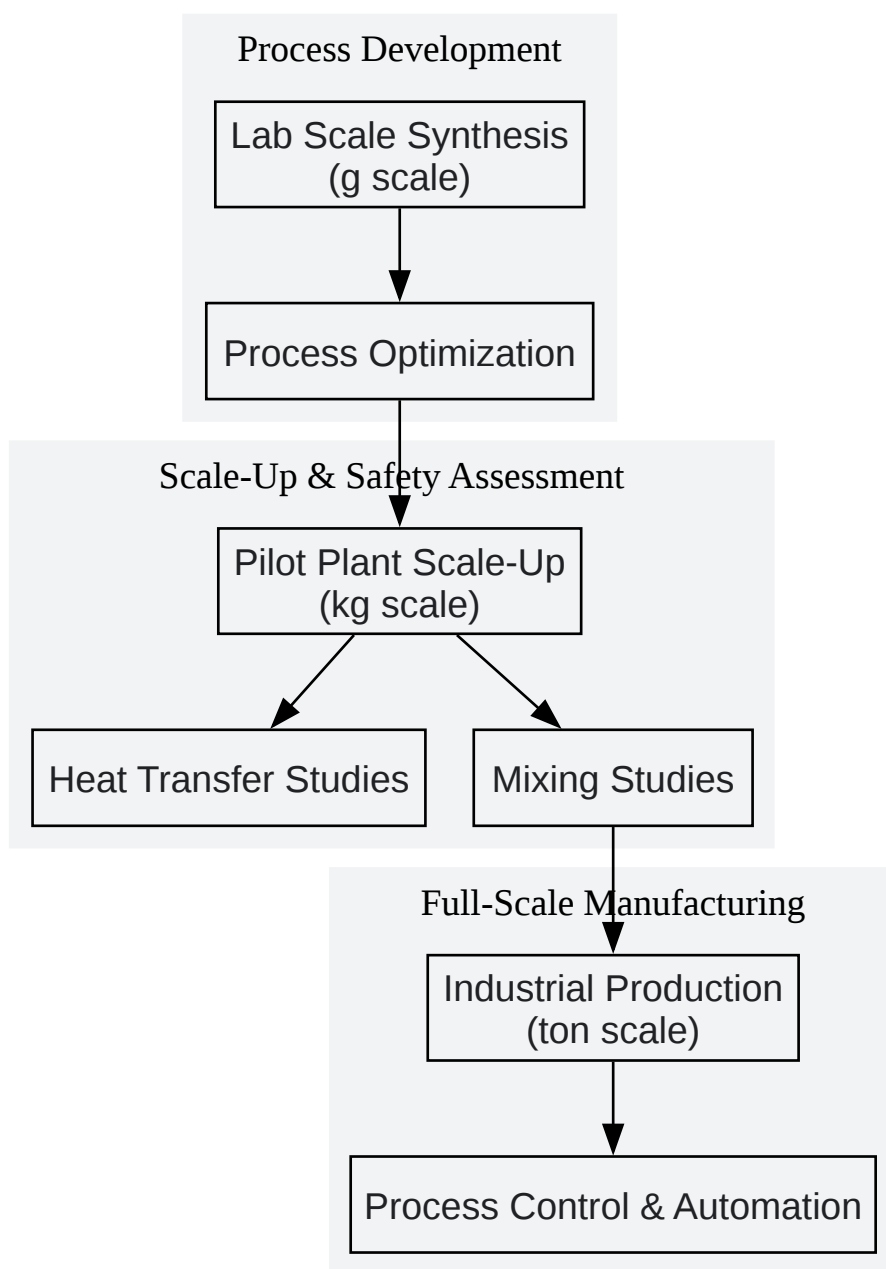 Process Development
Lab Scale Synthesis
(g scale)
Process Optimization
Scale-Up & Safety Assessment
Pilot Plant Scale-Up
(kg scale)
Heat Transfer Studies
Mixing Studies
Full-Scale Manufacturing
Industrial Production
(ton scale)
Process Control & Automation